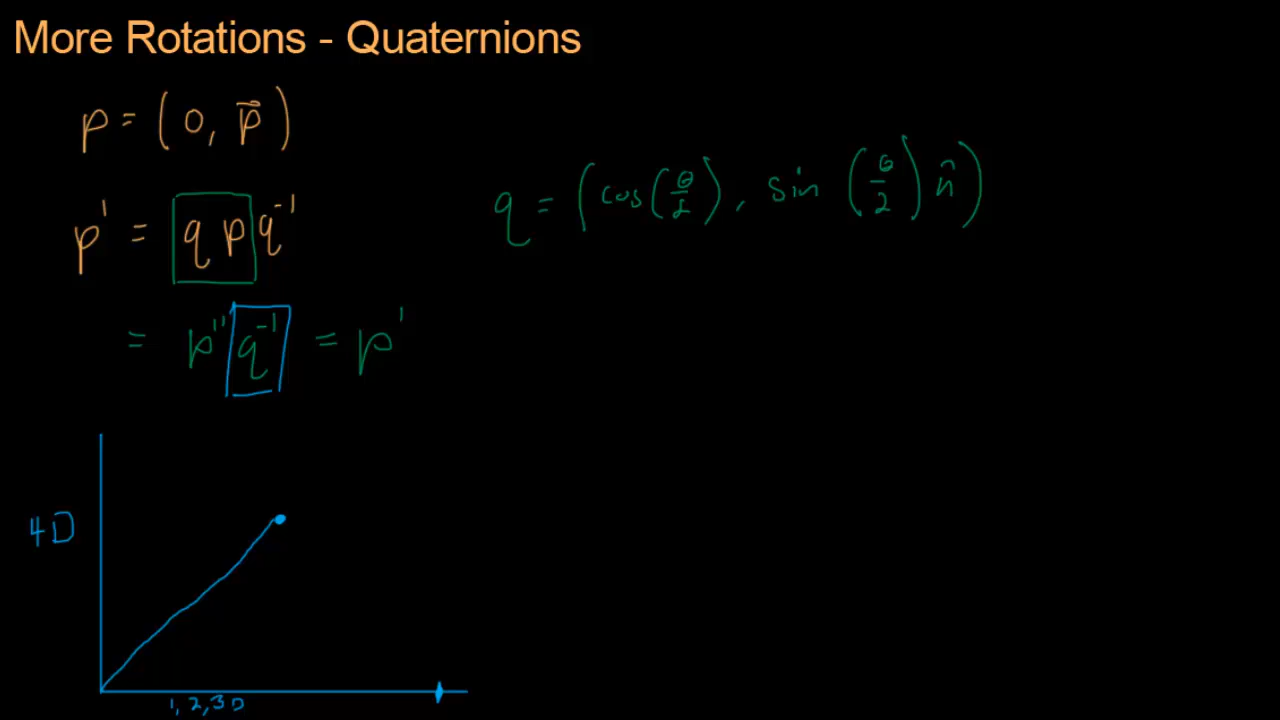 More Rotations - Quaternions
p = (0, p⃗)
q = (cos(θ/2), sin(θ/2) n̂)
p' = q p q⁻¹
= p'' q⁻¹ = p'
4D
1, 2, 3 D